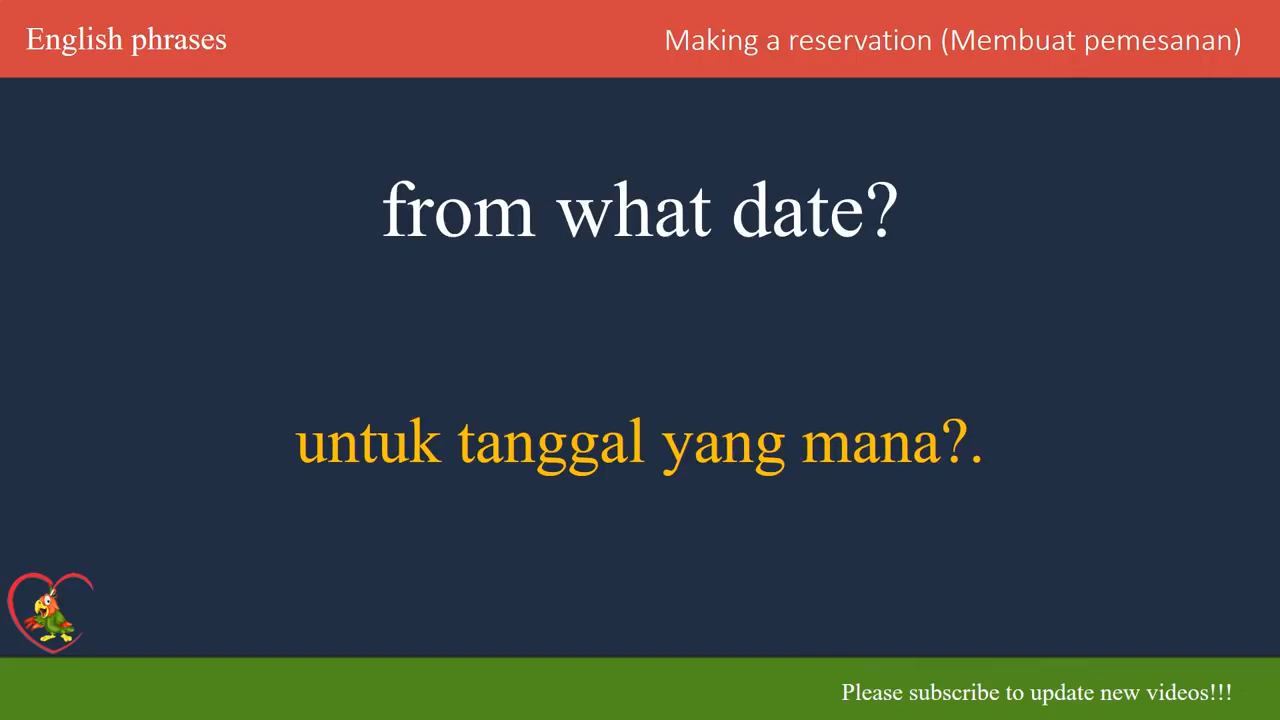 English phrases
Making a reservation (Membuat pemesanan)
from what date?
untuk tanggal yang mana?.
Please subscribe to update new videos!!!